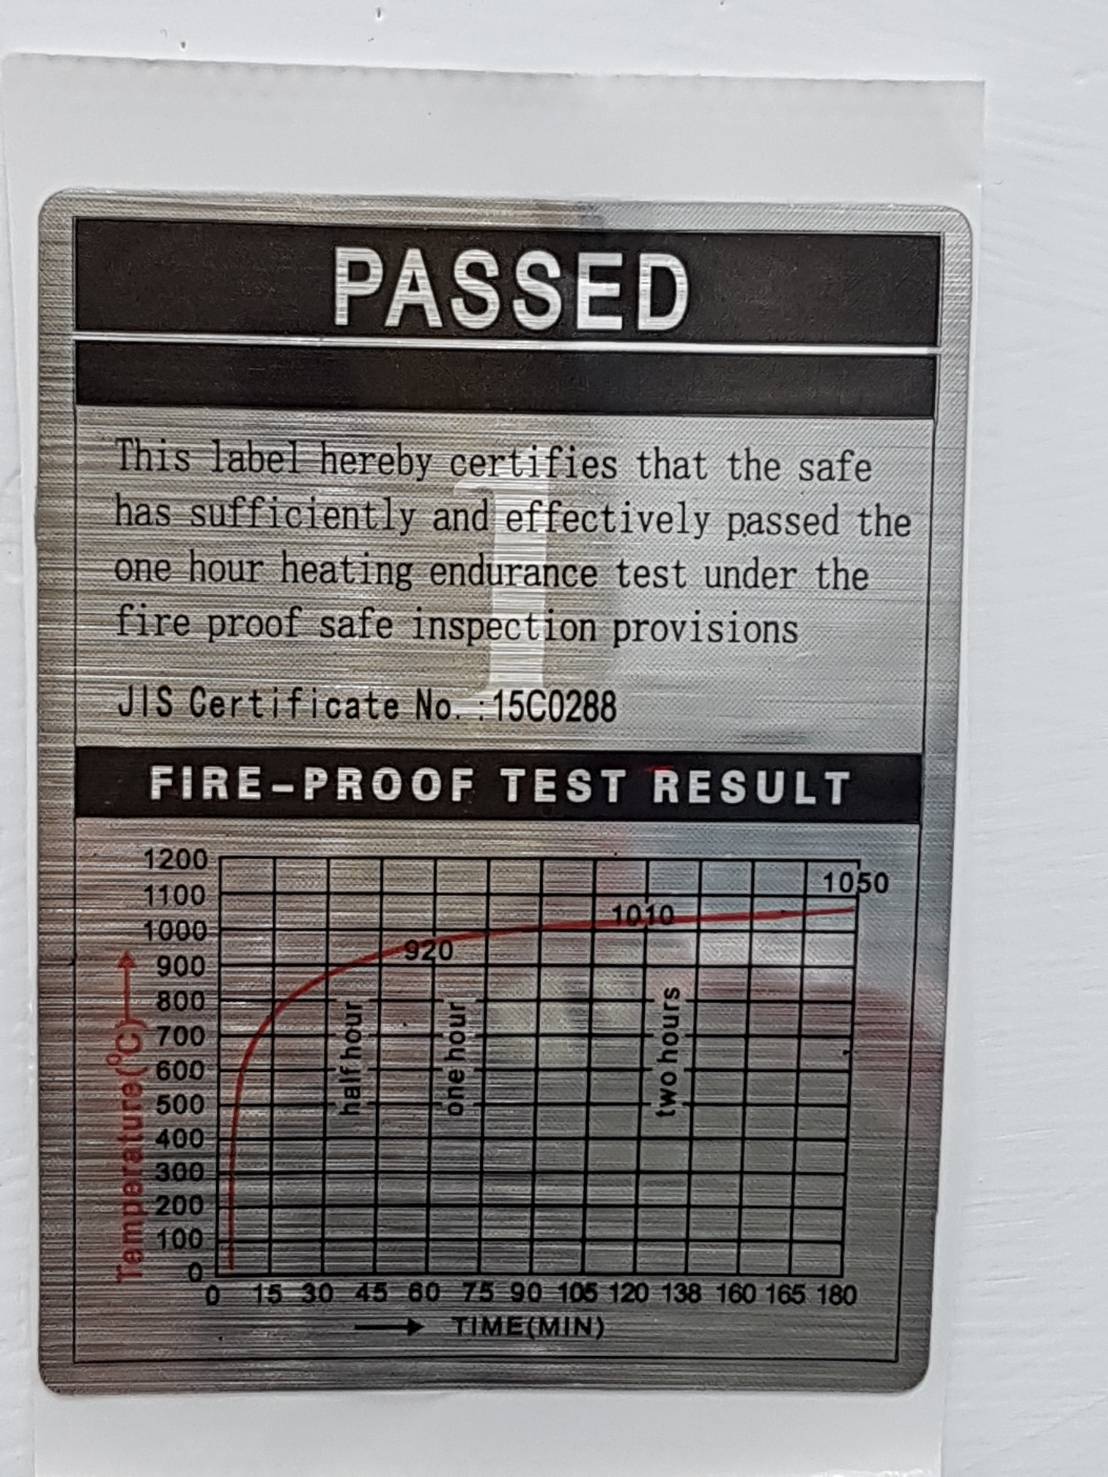 PASSED
This label hereby certifies that the safe
has sufficiently and effectively passed the
one hour heating endurance test under the
fire proof safe inspection provisions
1
JIS Certificate No. :15C0288
FIRE-PROOF TEST RESULT
1200
1100
1000
900
800
700
600
500
400
300
200
100
0
Temperature(°C)
920
1010
1050
half hour
one hour
two hours
0 15 30 45 60 75 90 105 120 138 160 165 180
TIME(MIN)